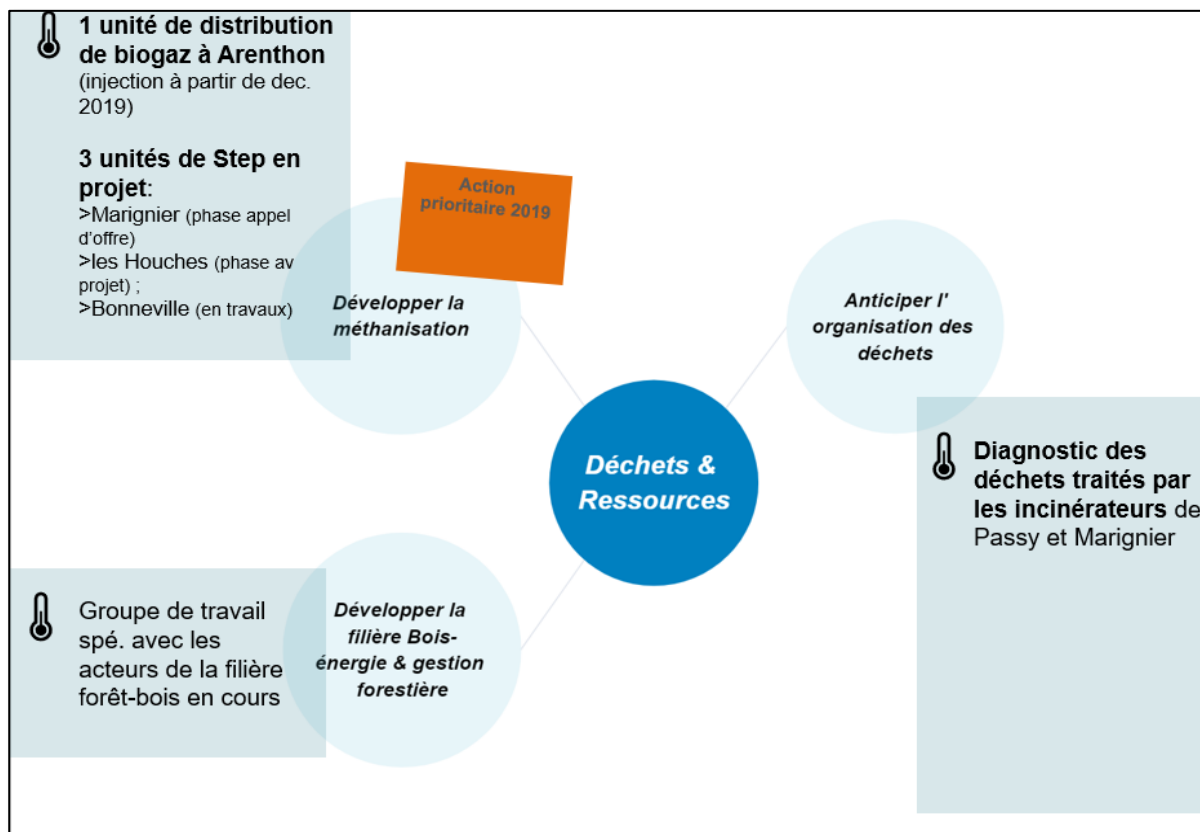 1 unité de distribution
de biogaz à Arenthon
(injection à partir de dec.
2019)
3 unités de Step en
projet:
>Marignier (phase appel
d'offre)
>les Houches (phase av
projet) ;
>Bonneville (en travaux)
Action
prioritaire 2019
Développer la
méthanisation
Anticiper l'
organisation des
déchets
Déchets &
Ressources
Diagnostic des
déchets traités par
les incinérateurs de
Passy et Marignier
Groupe de travail
spé. avec les
acteurs de la filière
forêt-bois en cours
Développer la
filière Bois-
énergie & gestion
forestière